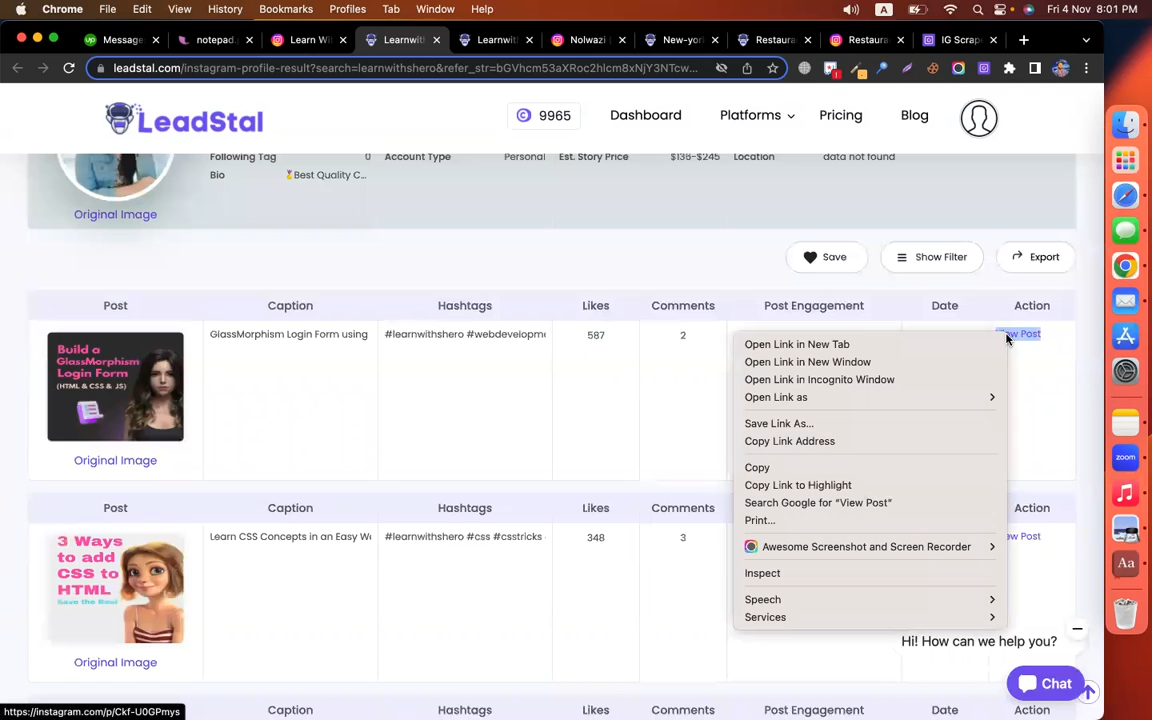 Chrome File Edit View History Bookmarks Profiles Tab Window Help A Fri 4 Nov 8:01 PM
Message notepad. Learn Wi Learnwit Learnwit Nolwazi New-yor Restaura Restaura IG Scrap
leadstal.com/instagram-profile-result?search=learnwithshero&refer_str=bGVhcm53aXRoc2hlcm8xNjY3NTcw...
LeadStal 9965 Dashboard Platforms Pricing Blog
Following Tag 0 Account Type Personal Est. Story Price $136-$245 Location data not found
Bio 🏅Best Quality C...
Original Image
Save Show Filter Export
Post Caption Hashtags Likes Comments Post Engagement Date Action
GlassMorphism Login Form using #learnwithshero #webdevelopm 587 2 View Post
Build a
GlassMorphism
Login Form
(HTML & CSS & JS)
Original Image
Open Link in New Tab
Open Link in New Window
Open Link in Incognito Window
Open Link as
Save Link As...
Copy Link Address
Copy
Copy Link to Highlight
Search Google for “View Post”
Print...
Awesome Screenshot and Screen Recorder
Inspect
Speech
Services
Post Caption Hashtags Likes Comments Action
Learn CSS Concepts in an Easy We #learnwithshero #css #csstricks 348 3 ew Post
3 Ways
to add
CSS to
HTML
Save the Reel
Original Image
Hi! How can we help you?
Chat
Caption Hashtags Likes Comments Post Engagement Date Action
https://instagram.com/p/Ckf-U0GPmys
zoom
Aa